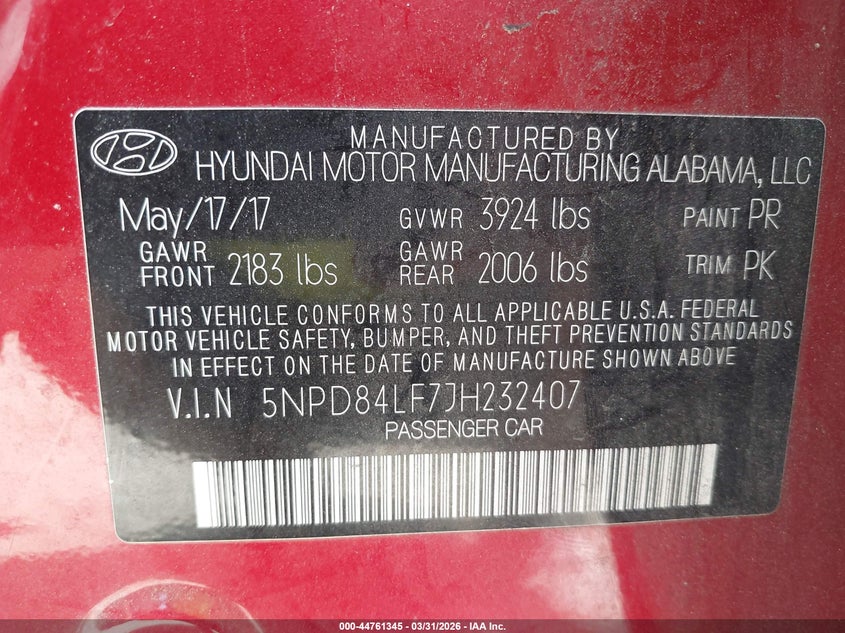 MANUFACTURED BY
HYUNDAI MOTOR MANUFACTURING ALABAMA, LLC
May/17/17 GVWR 3924 lbs PAINT PR
GAWR FRONT 2183 lbs GAWR REAR 2006 lbs TRIM PK
THIS VEHICLE CONFORMS TO ALL APPLICABLE U.S.A. FEDERAL
MOTOR VEHICLE SAFETY, BUMPER, AND THEFT PREVENTION STANDARDS
IN EFFECT ON THE DATE OF MANUFACTURE SHOWN ABOVE
V.I.N 5NPD84LF7JH232407
PASSENGER CAR
000-44761345 - 03/31/2026 - IAA Inc.